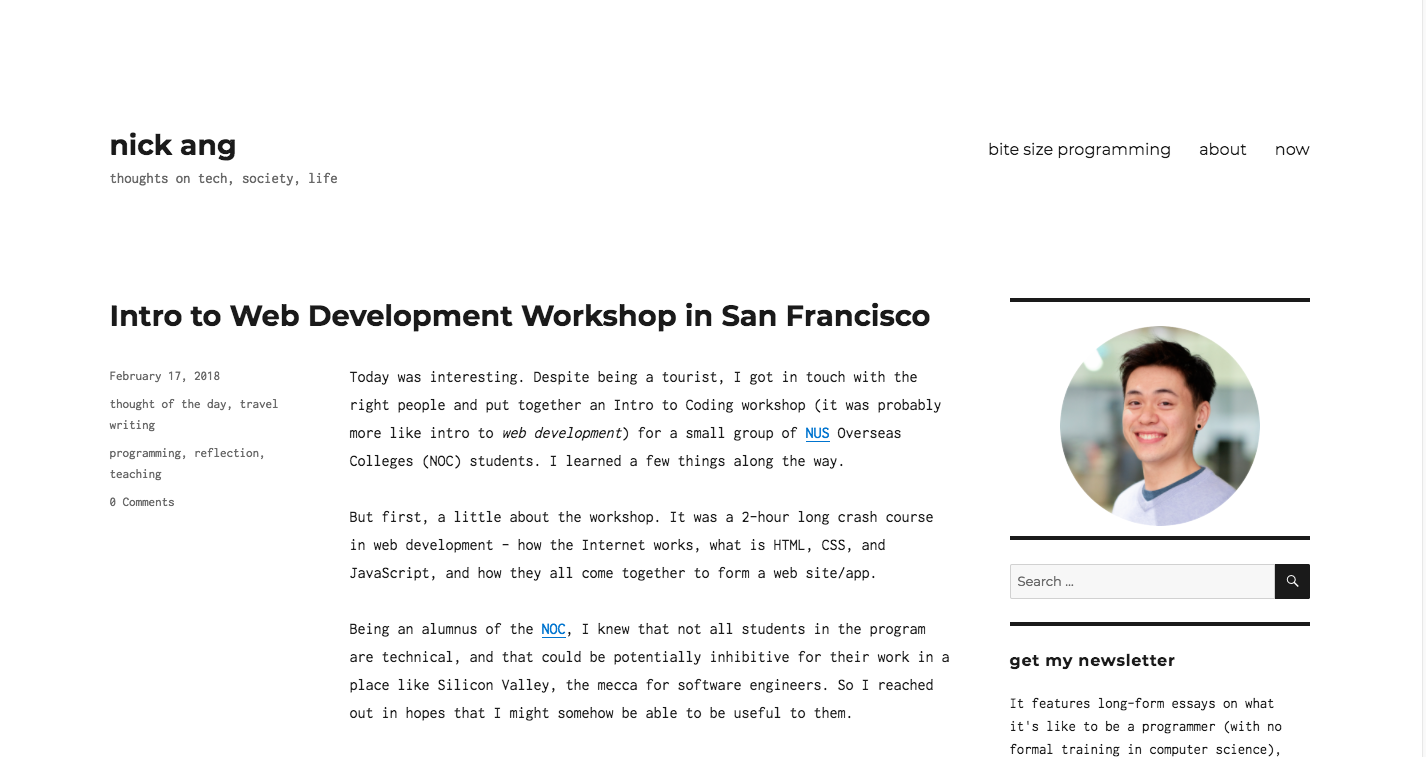 nick ang
thoughts on tech, society, life
bite size programming
about
now
Intro to Web Development Workshop in San Francisco
February 17, 2018
thought of the day, travel
writing
programming, reflection,
teaching
0 Comments
Today was interesting. Despite being a tourist, I got in touch with the
right people and put together an Intro to Coding workshop (it was probably
more like intro to web development) for a small group of NUS Overseas
Colleges (NOC) students. I learned a few things along the way.
But first, a little about the workshop. It was a 2-hour long crash course
in web development – how the Internet works, what is HTML, CSS, and
JavaScript, and how they all come together to form a web site/app.
Being an alumnus of the NOC, I knew that not all students in the program
are technical, and that could be potentially inhibitive for their work in a
place like Silicon Valley, the mecca for software engineers. So I reached
out in hopes that I might somehow be able to be useful to them.
Search …
get my newsletter
It features long-form essays on what
it's like to be a programmer (with no
formal training in computer science),